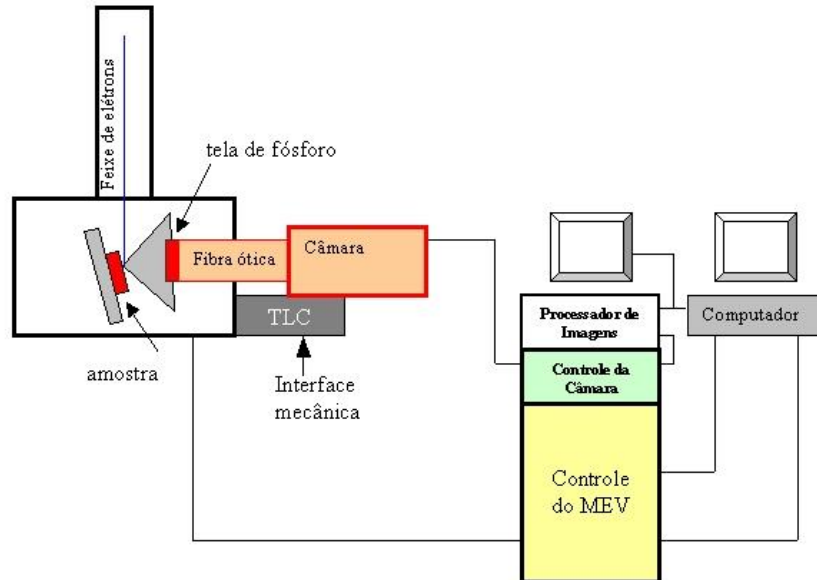 Feixe de elétrons
tela de fósforo
Fibra ótica
Câmara
TLC
amostra
Interface
mecânica
Processador de
Imagens
Computador
Controle da
Câmara
Controle
do MEV